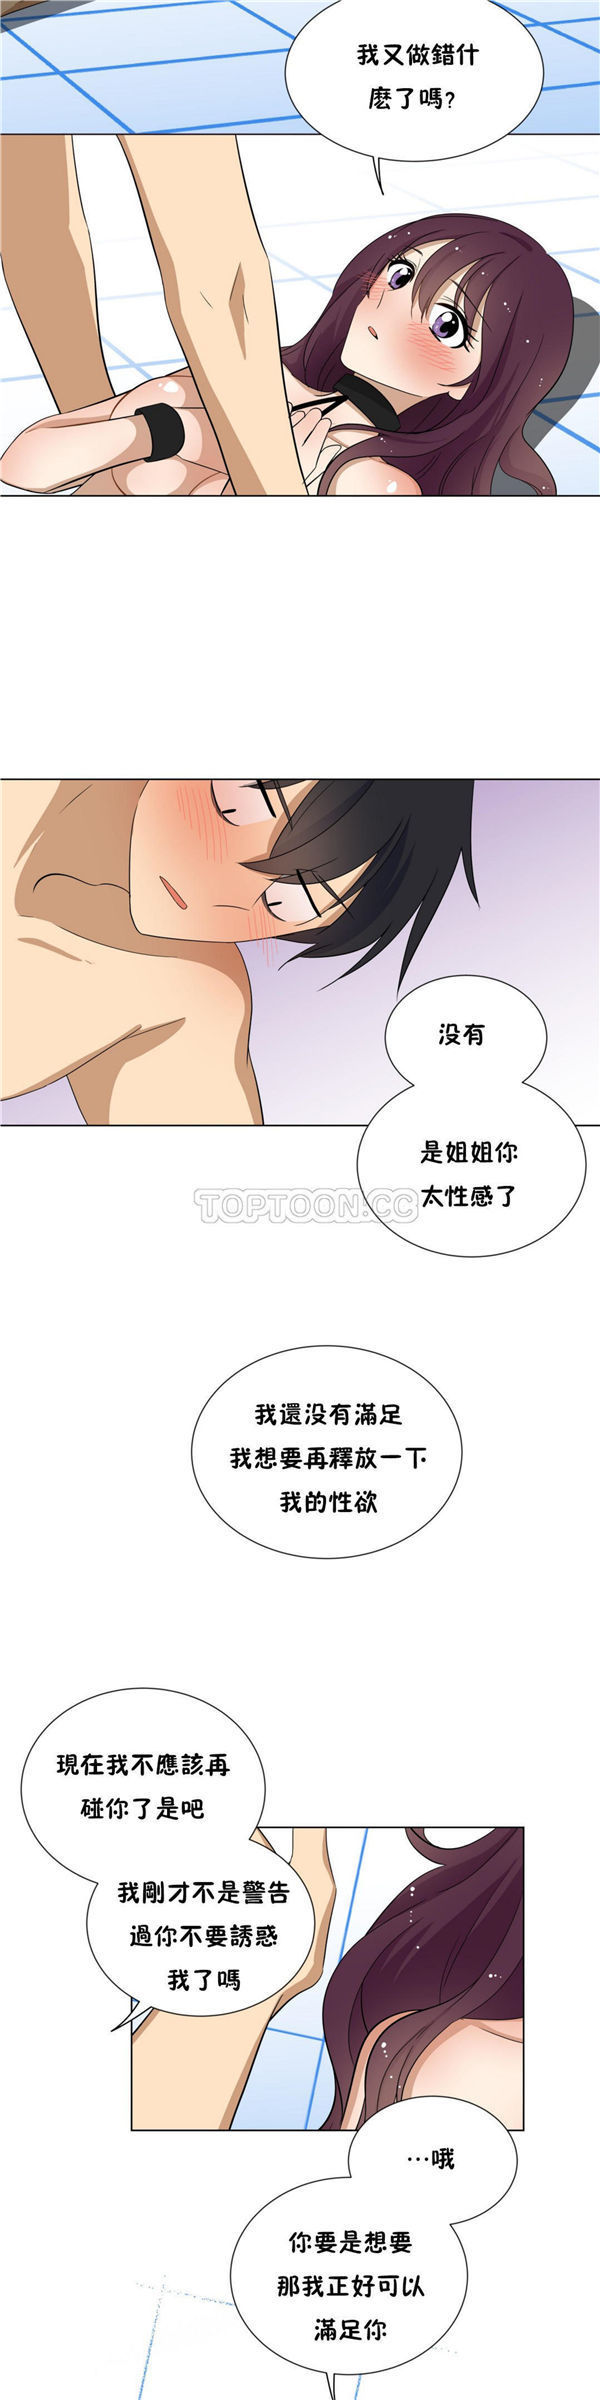 我又做錯什
麽了嗎?
没有
是姐姐你
太性感了
TOPTOON.CC
我還没有滿足
我想要再釋放一下
我的性欲
現在我不應該再
碰你了是吧
我剛才不是警告
過你不要誘惑
我了嗎
…哦
你要是想要
那我正好可以
滿足你